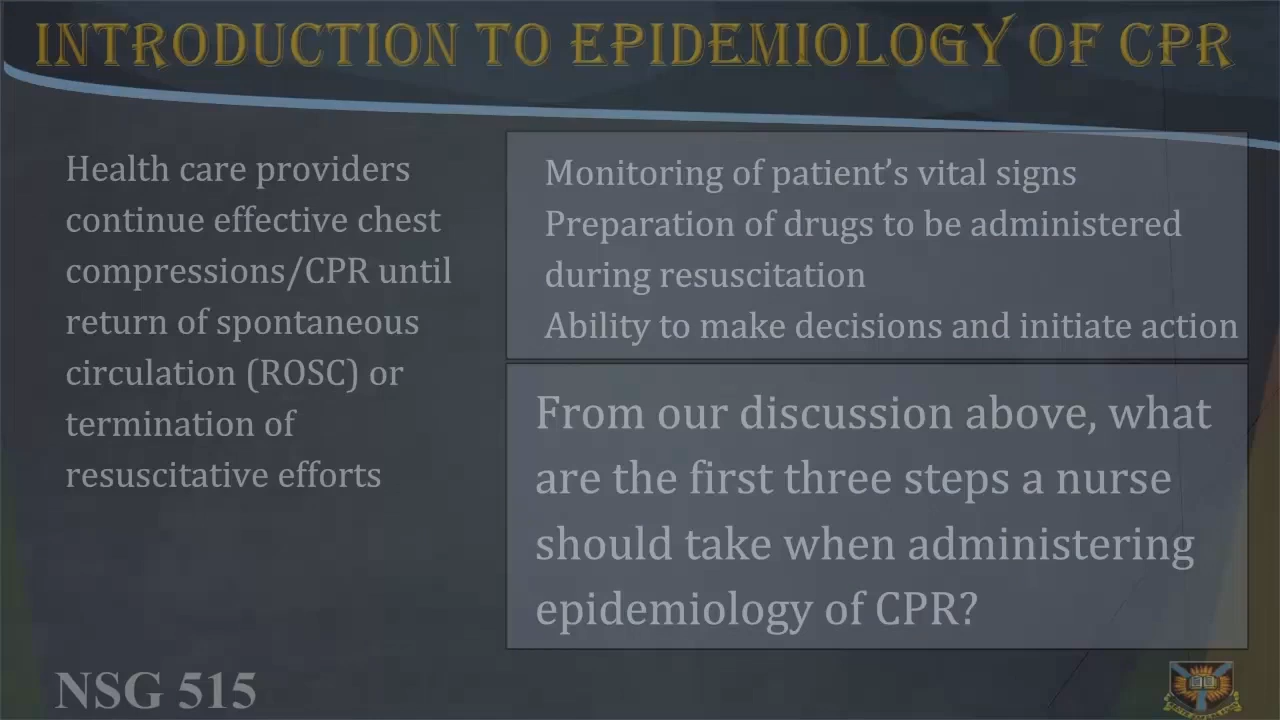 INTRODUCTION TO EPIDEMIOLOGY OF CPR
Health care providers
continue effective chest
compressions/CPR until
return of spontaneous
circulation (ROSC) or
termination of
resuscitative efforts
Monitoring of patient’s vital signs
Preparation of drugs to be administered
during resuscitation
Ability to make decisions and initiate action
From our discussion above, what
are the first three steps a nurse
should take when administering
epidemiology of CPR?
NSG 515